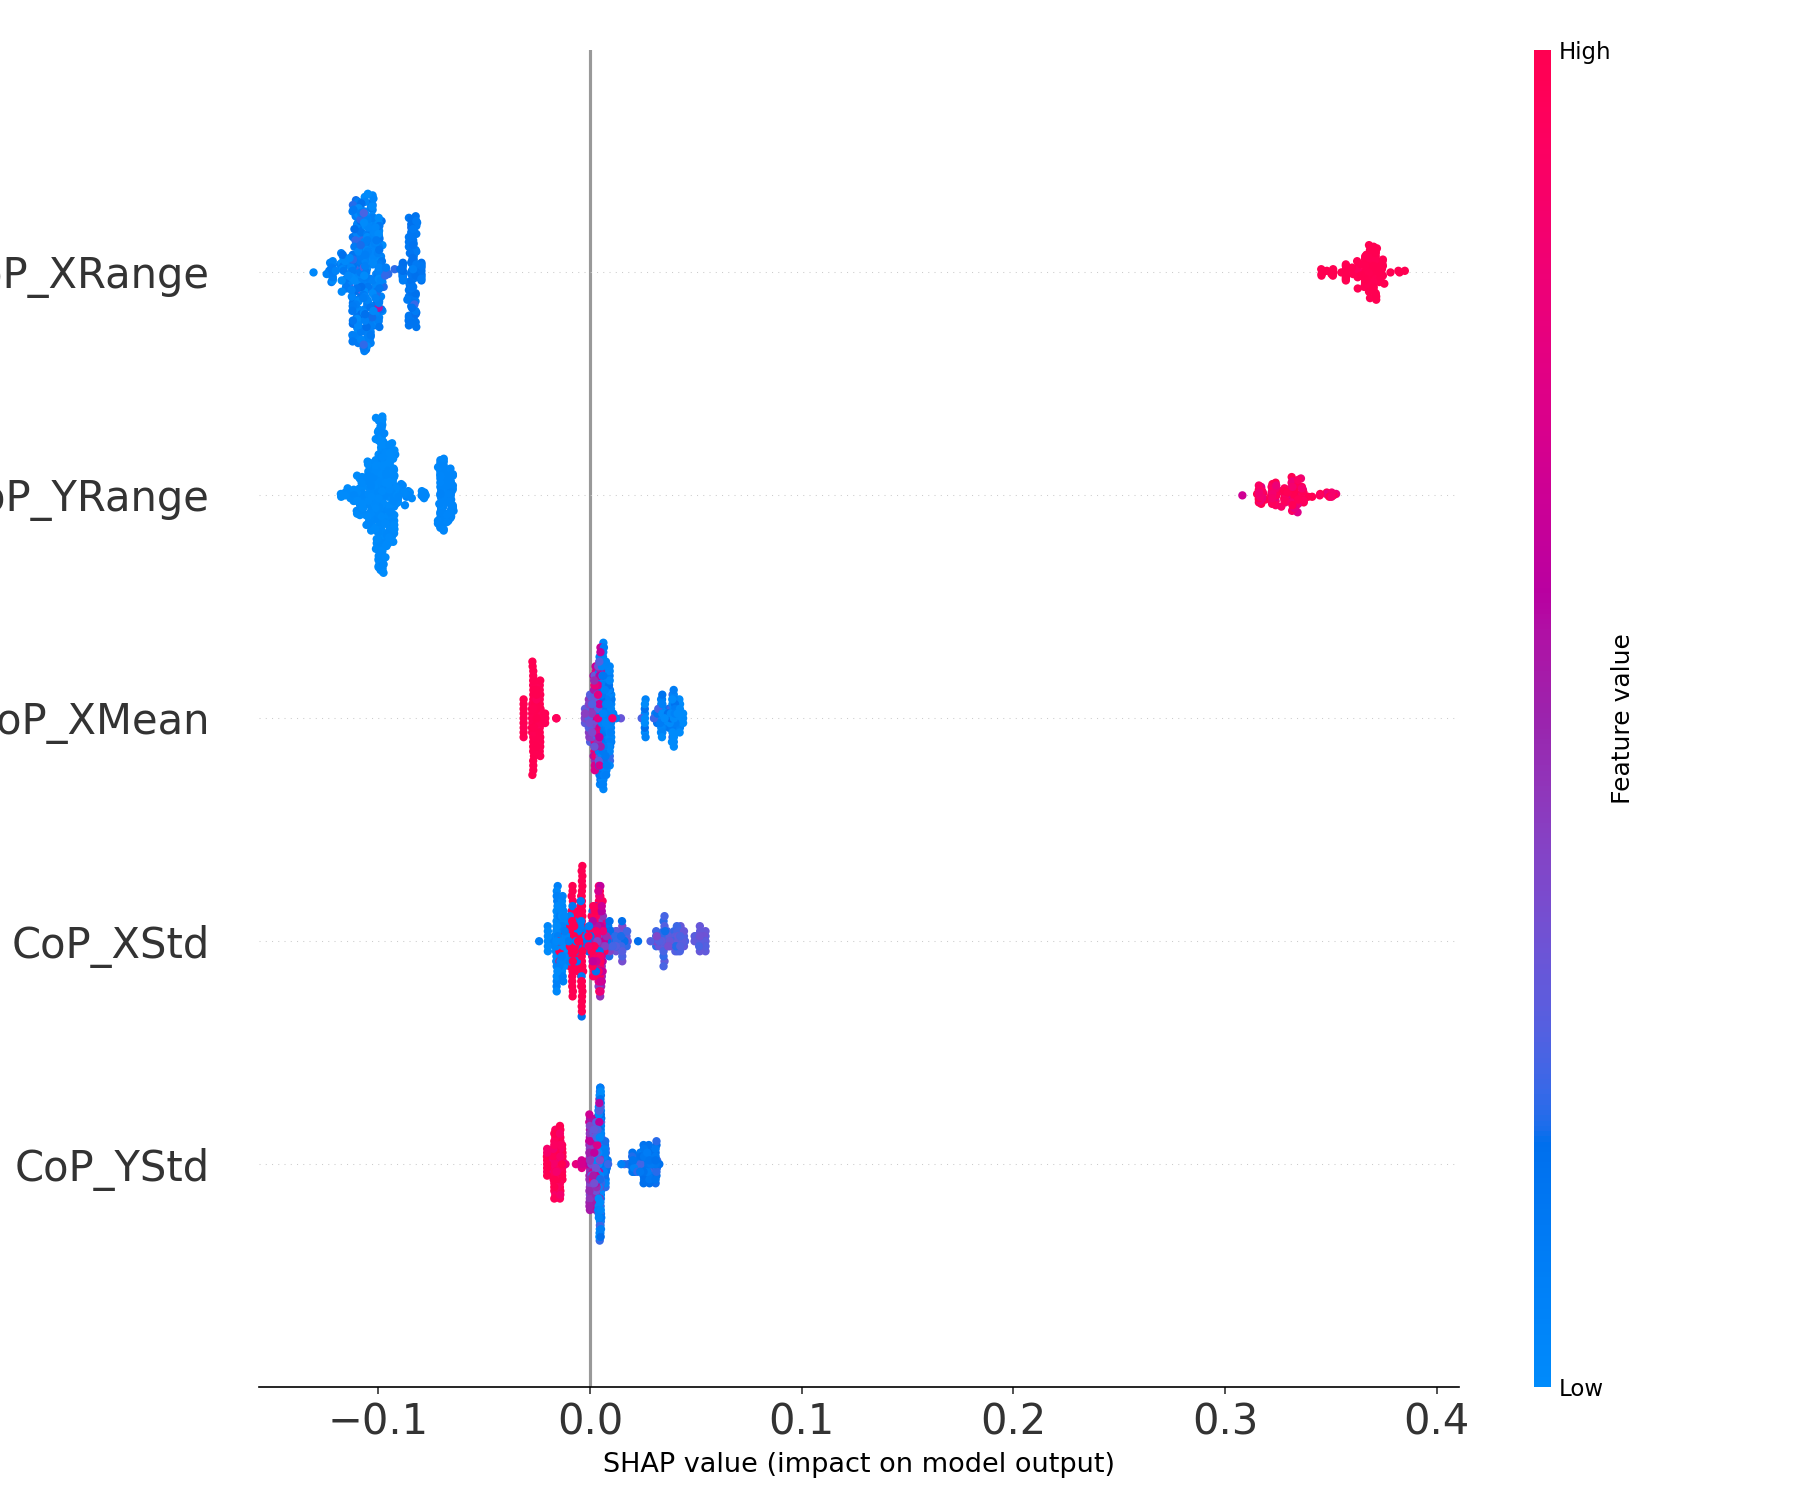 High
oP_XRange
oP_YRange
oP_XMean
CoP_XStd
CoP_YStd
Feature value
Low
−0.1 0.0 0.1 0.2 0.3 0.4
SHAP value (impact on model output)